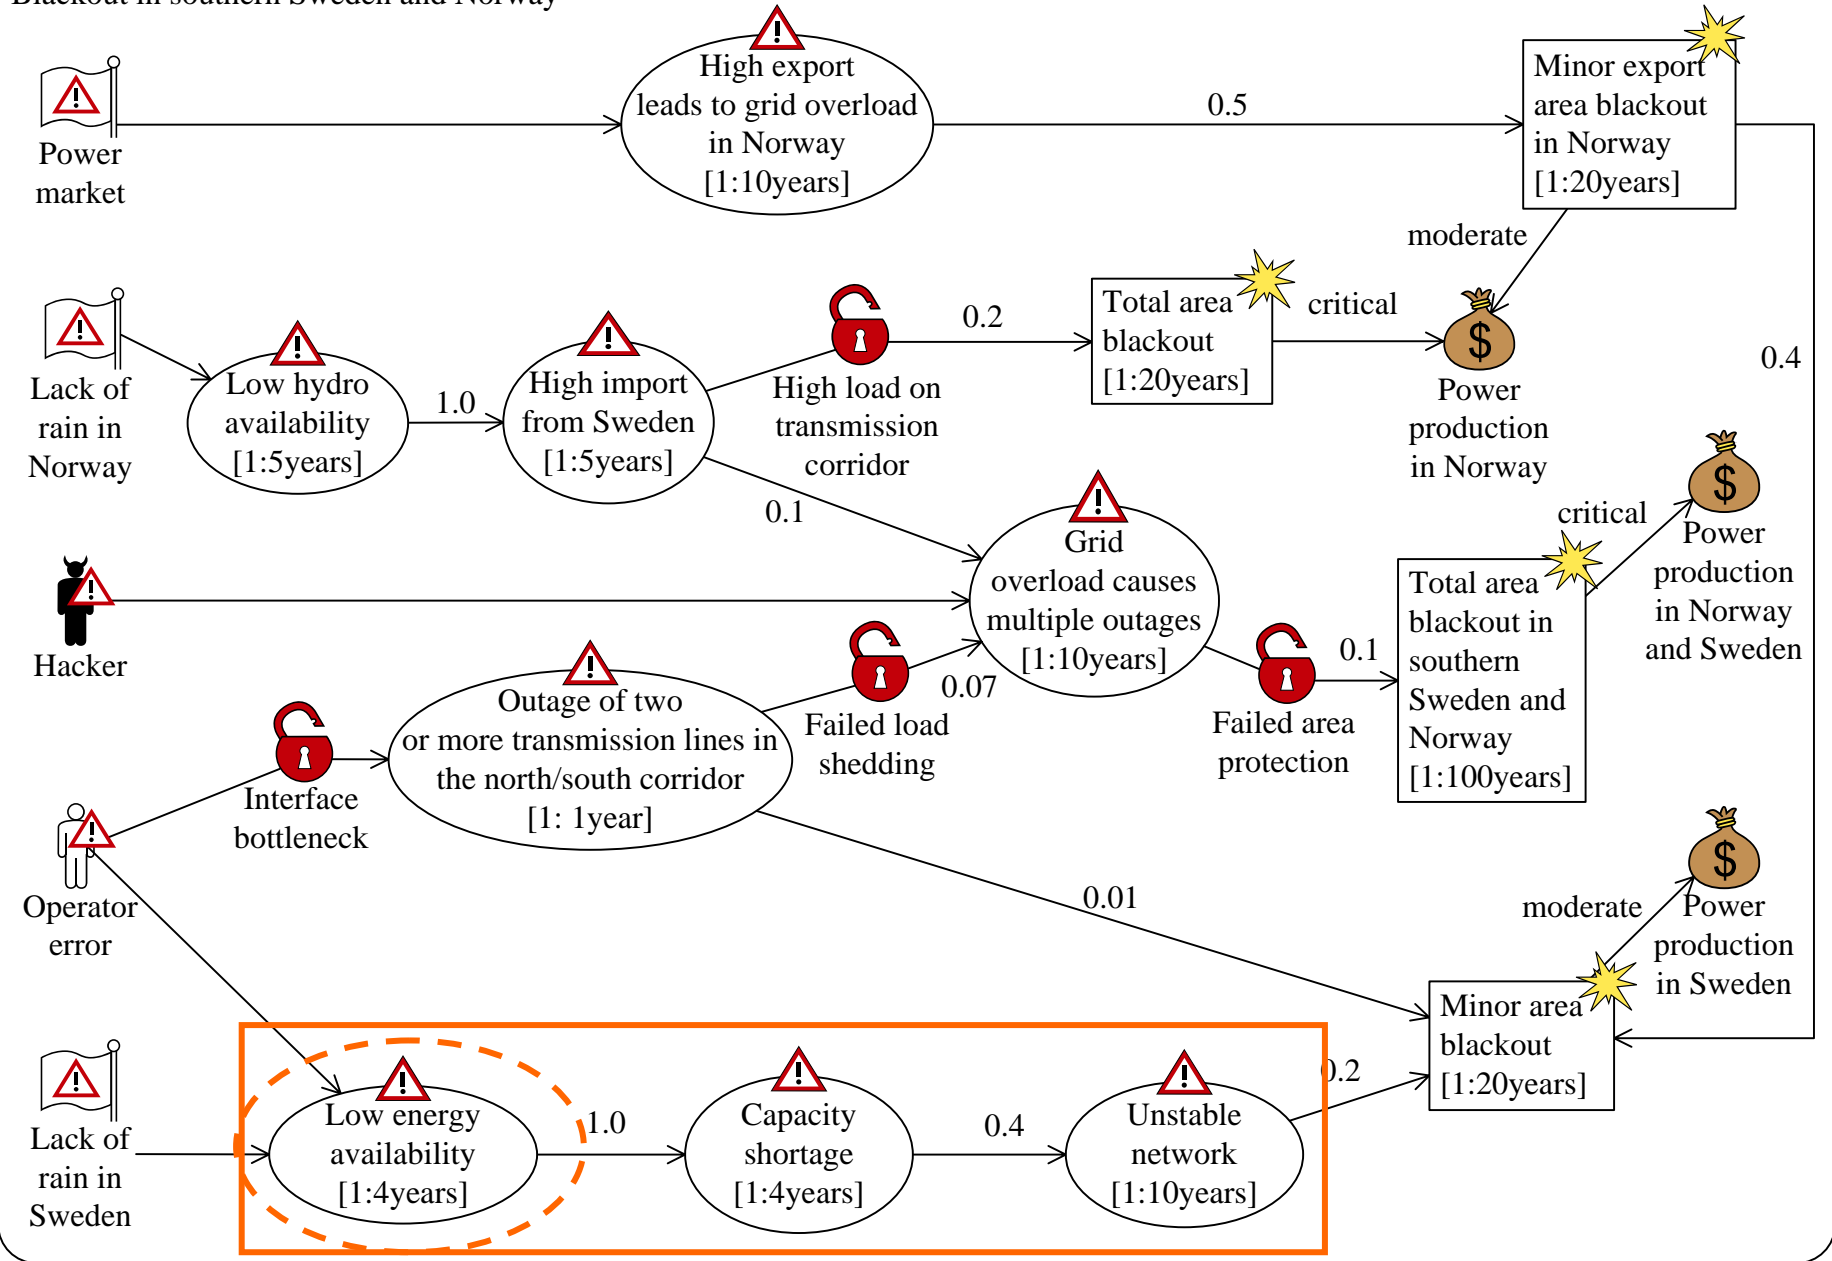 Blackout in southern Sweden and Norway
Power
market
High export
leads to grid overload
in Norway
[1:10years]
0.5
Minor export
area blackout
in Norway
[1:20years]
moderate
0.4
Lack of
rain in
Norway
Low hydro
availability
[1:5years]
1.0
High import
from Sweden
[1:5years]
High load on
transmission
corridor
0.2
Total area
blackout
[1:20years]
critical
$
Power
production
in Norway
0.1
Hacker
Grid
overload causes
multiple outages
[1:10years]
Failed area
protection
0.1
Total area
blackout in
southern
Sweden and
Norway
[1:100years]
critical
$
Power
production
in Norway
and Sweden
Operator
error
Interface
bottleneck
Outage of two
or more transmission lines in
the north/south corridor
[1: 1year]
Failed load
shedding
0.07
0.01
Minor area
blackout
[1:20years]
moderate
$
Power
production
in Sweden
Lack of
rain in
Sweden
Low energy
availability
[1:4years]
1.0
Capacity
shortage
[1:4years]
0.4
Unstable
network
[1:10years]
0.2